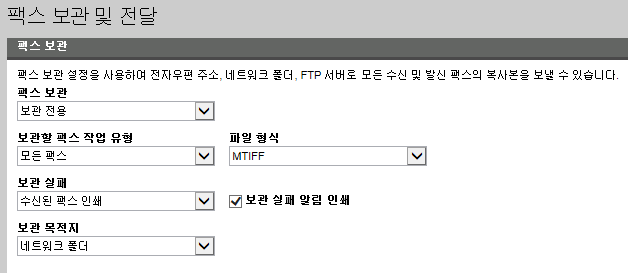 팩스 보관 및 전달
팩스 보관
팩스 보관 설정을 사용하여 전자우편 주소, 네트워크 폴더, FTP 서버로 모든 수신 및 발신 팩스의 복사본을 보낼 수 있습니다.
팩스 보관
보관 전용
보관할 팩스 작업 유형 파일 형식
모든 팩스 MTIFF
보관 실패
수신된 팩스 인쇄 보관 실패 알림 인쇄
보관 목적지
네트워크 폴더